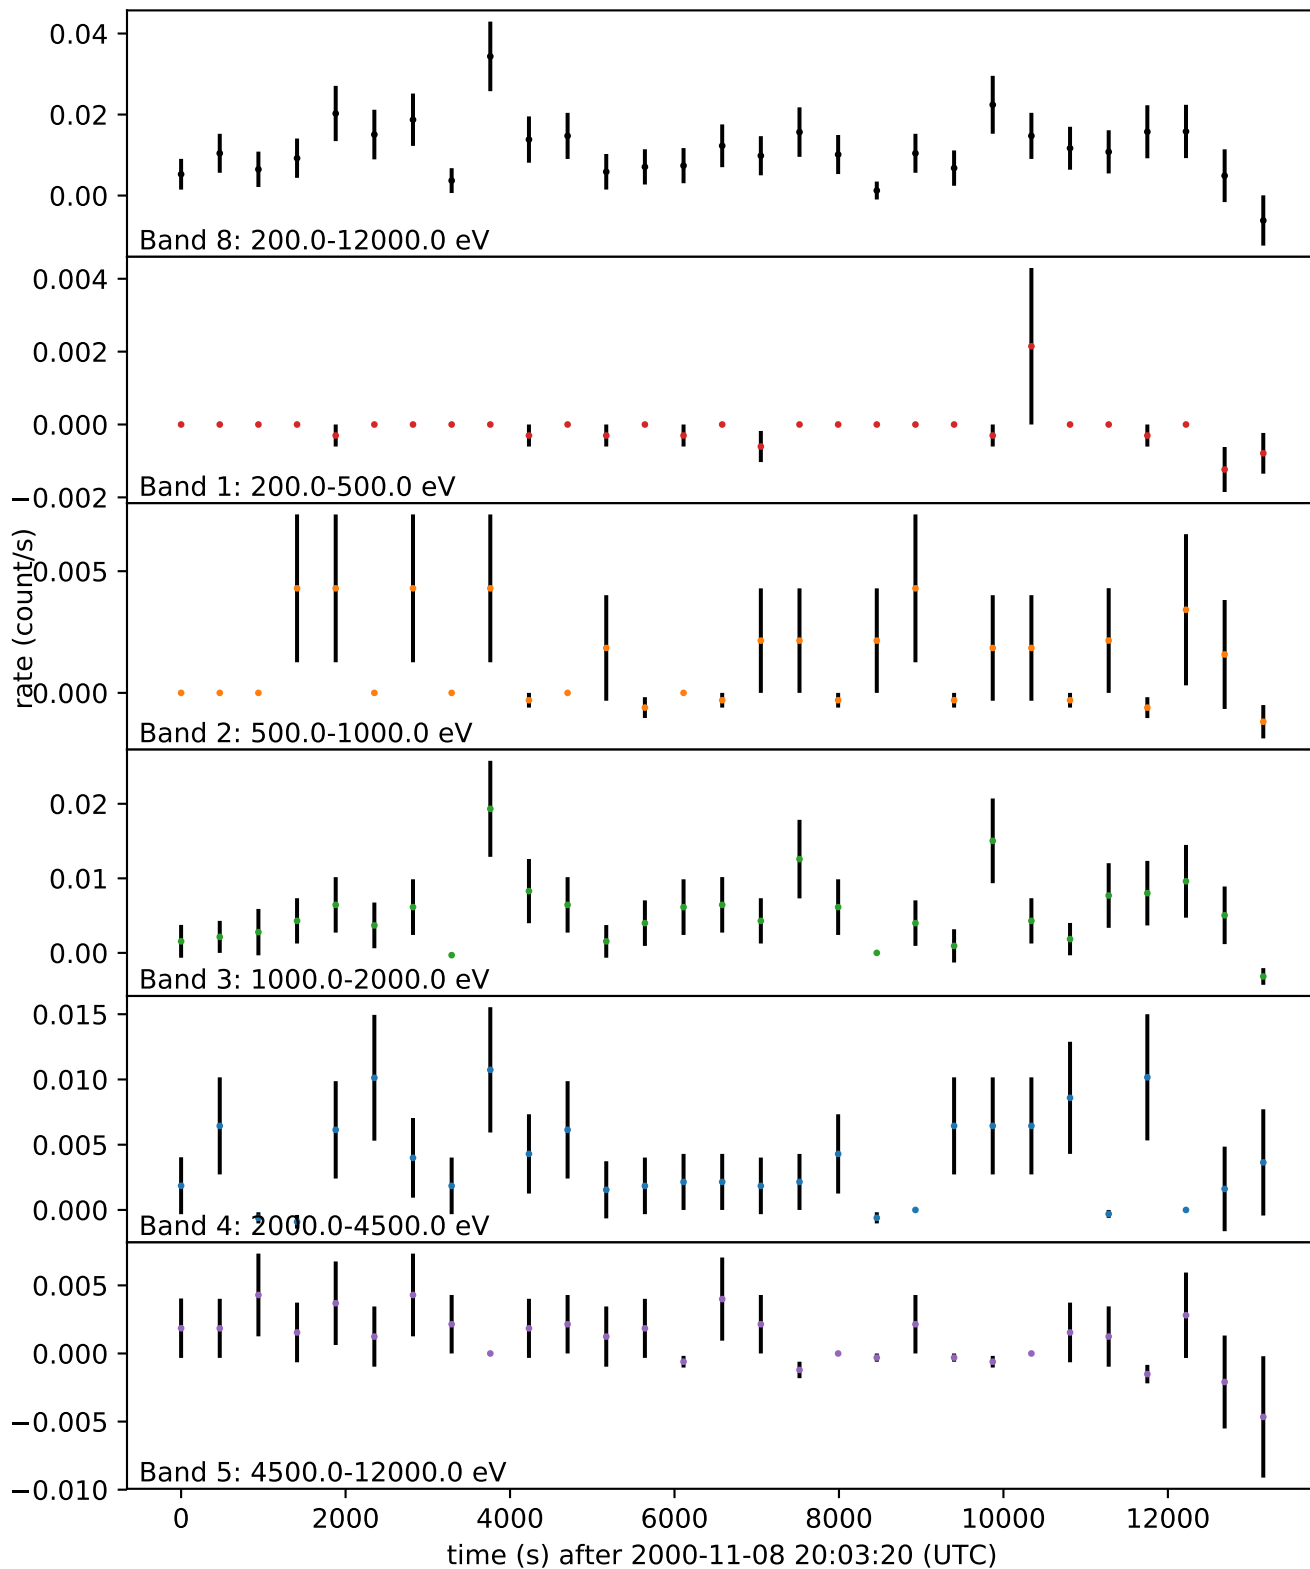 0.04
0.02
0.00
Band 8: 200.0-12000.0 eV
0.004
0.002
0.000
−0.002
Band 1: 200.0-500.0 eV
rate (count/s)
0.005
0.000
Band 2: 500.0-1000.0 eV
0.02
0.01
0.00
Band 3: 1000.0-2000.0 eV
0.015
0.010
0.005
0.000
Band 4: 2000.0-4500.0 eV
0.005
0.000
−0.005
−0.010
Band 5: 4500.0-12000.0 eV
0 2000 4000 6000 8000 10000 12000
time (s) after 2000-11-08 20:03:20 (UTC)